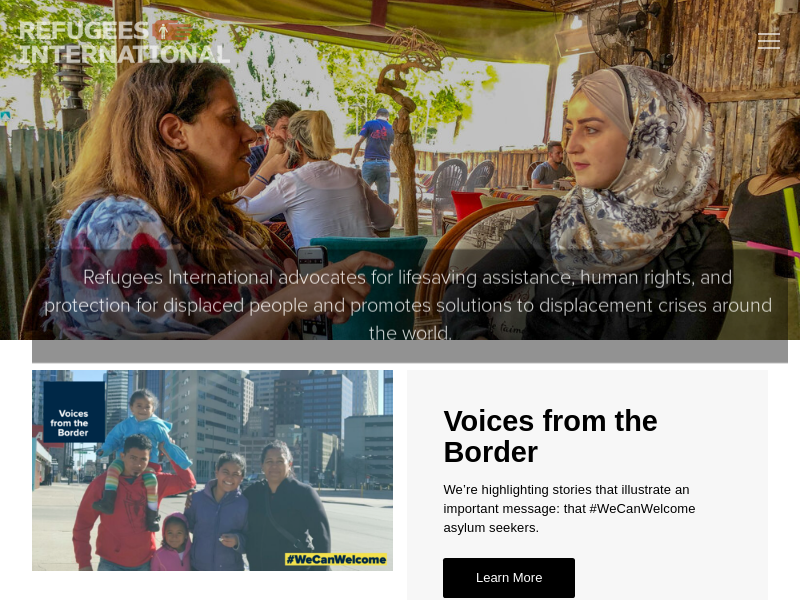 REFUGEES
INTERNATIONAL
Refugees International advocates for lifesaving assistance, human rights, and
protection for displaced people and promotes solutions to displacement crises around
the world.
Voices
from the
Border
#WeCanWelcome
Voices from the
Border
We’re highlighting stories that illustrate an
important message: that #WeCanWelcome
asylum seekers.
Learn More